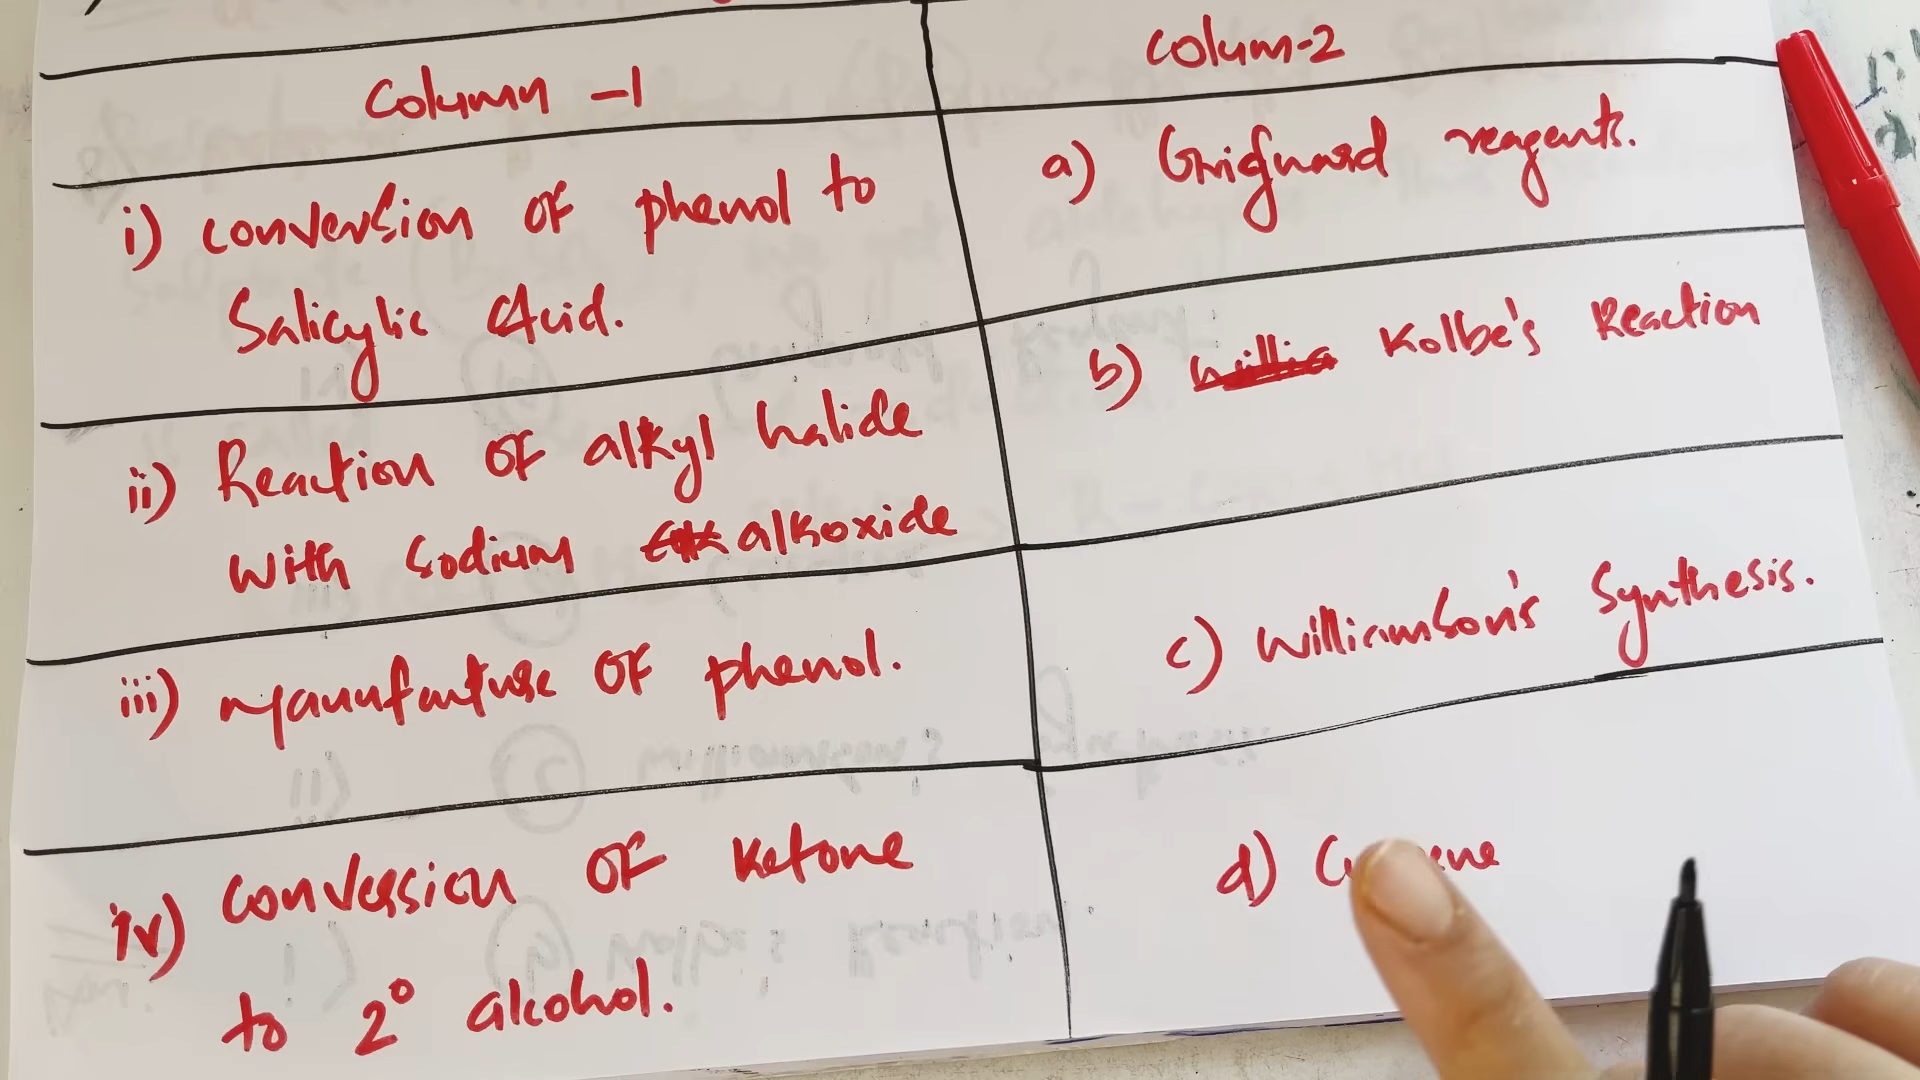 Column -1
Colum-2
i) Conversion of phenol to
Salicylic Acid.
a) Grignard reagents.
ii) Reaction of alkyl halide
With sodium alkoxide
b) Kolbe's Reaction
iii) Manufacture of phenol.
c) Williamson's Synthesis.
iv) Conversion of Ketone
to 2° alcohol.
d)